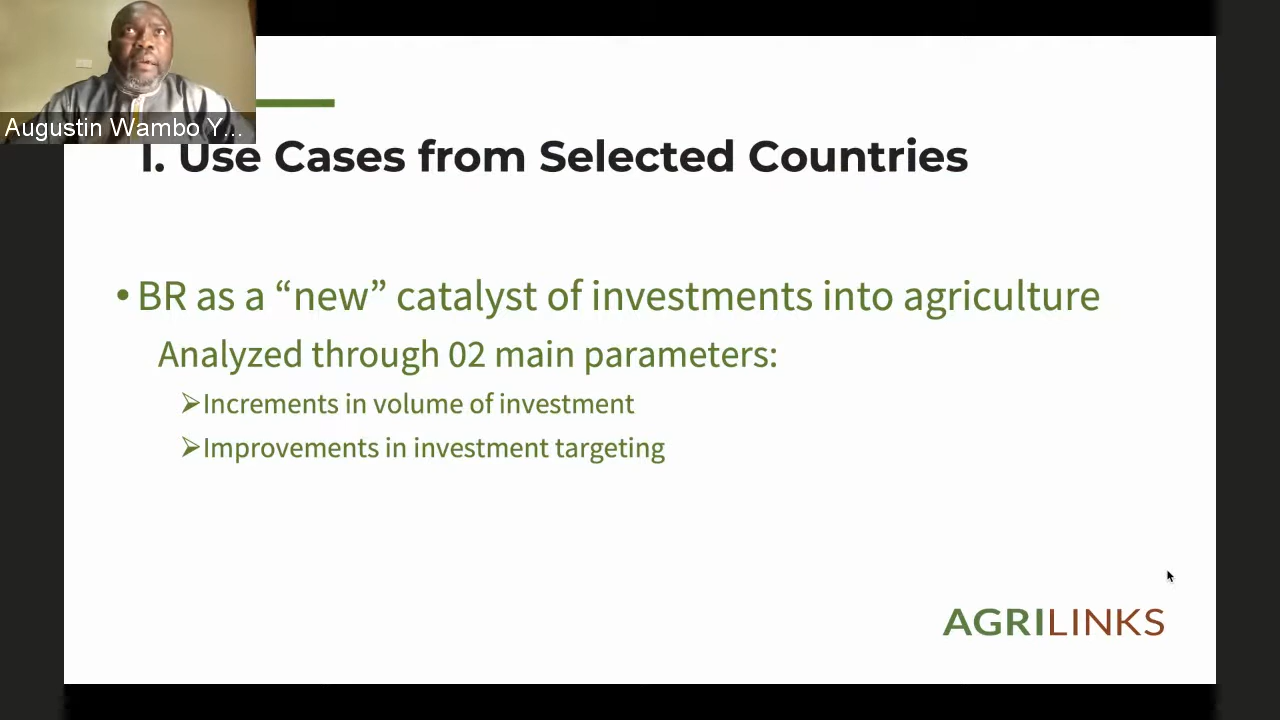 Augustin Wambo Y...
I. Use Cases from Selected Countries
• BR as a “new” catalyst of investments into agriculture
Analyzed through 02 main parameters:
➢Increments in volume of investment
➢Improvements in investment targeting
AGRILINKS